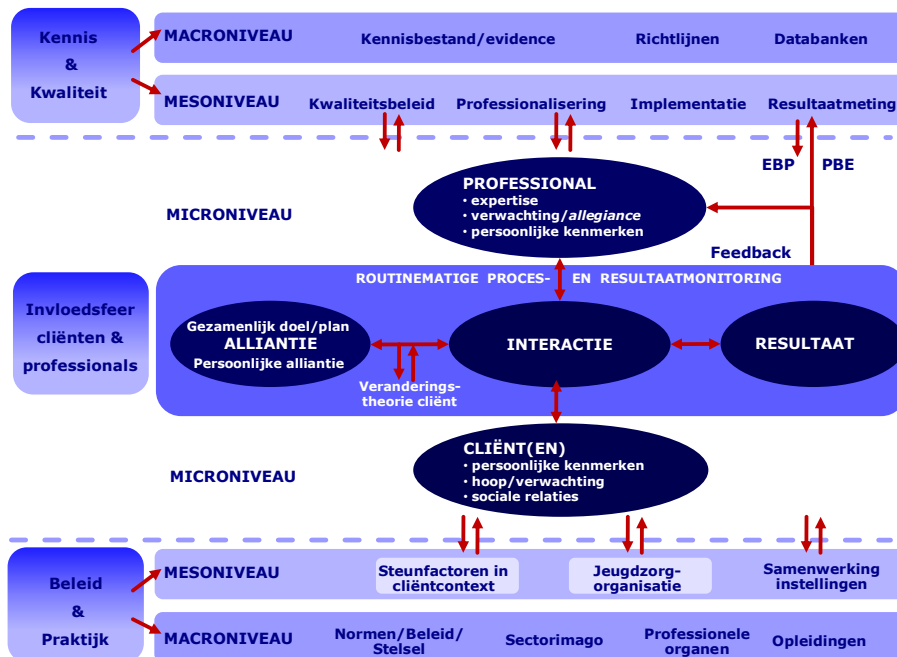 Kennis
&
Kwaliteit
MACRONIVEAU
Kennisbestand/evidence
Richtlijnen
Databanken
MESONIVEAU
Kwaliteitsbeleid
Professionalisering
Implementatie
Resultaatmeting
EBP
PBE
MICRONIVEAU
PROFESSIONAL
• expertise
• verwachting/allegiance
• persoonlijke kenmerken
Feedback
Invloedsfeer
cliënten &
professionals
ROUTINEMATIGE PROCES- EN RESULTAATMONITORING
Gezamenlijk doel/plan
ALLIANTIE
Persoonlijke alliantie
INTERACTIE
RESULTAAT
Veranderings-
theorie cliënt
MICRONIVEAU
CLIËNT(EN)
• persoonlijke kenmerken
• hoop/verwachting
• sociale relaties
Beleid
&
Praktijk
MESONIVEAU
Steunfactoren in
cliëntcontext
Jeugdzorg-
organisatie
Samenwerking
instellingen
MACRONIVEAU
Normen/Beleid/
Stelsel
Sectorimago
Professionele
organen
Opleidingen